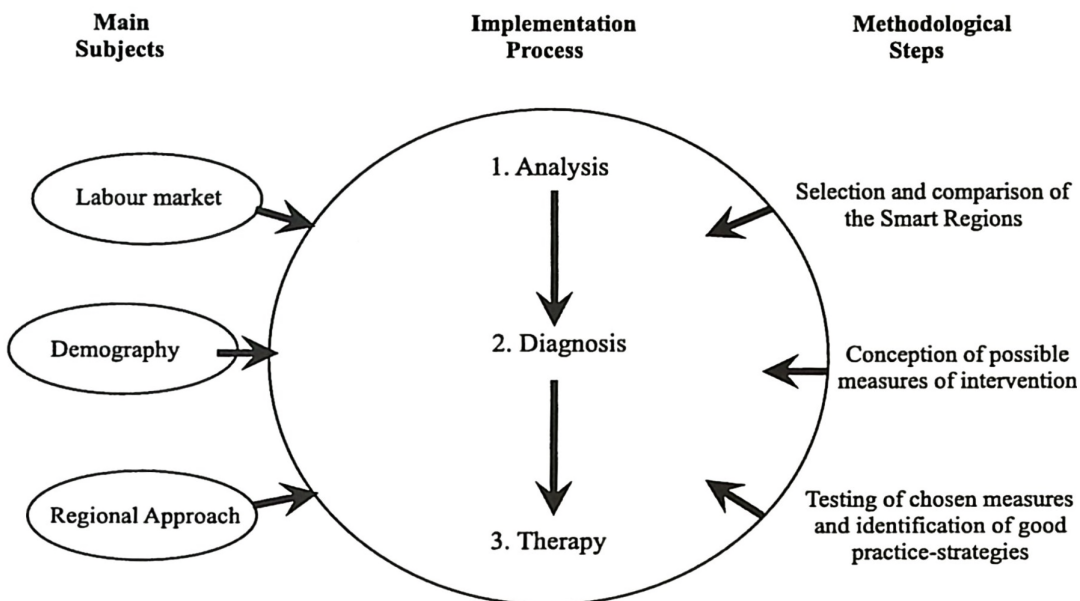 Main
Subjects
Implementation
Process
Methodological
Steps
Labour market
Demography
Regional Approach
1. Analysis
2. Diagnosis
3. Therapy
Selection and comparison of
the Smart Regions
Conception of possible
measures of intervention
Testing of chosen measures
and identification of good
practice-strategies